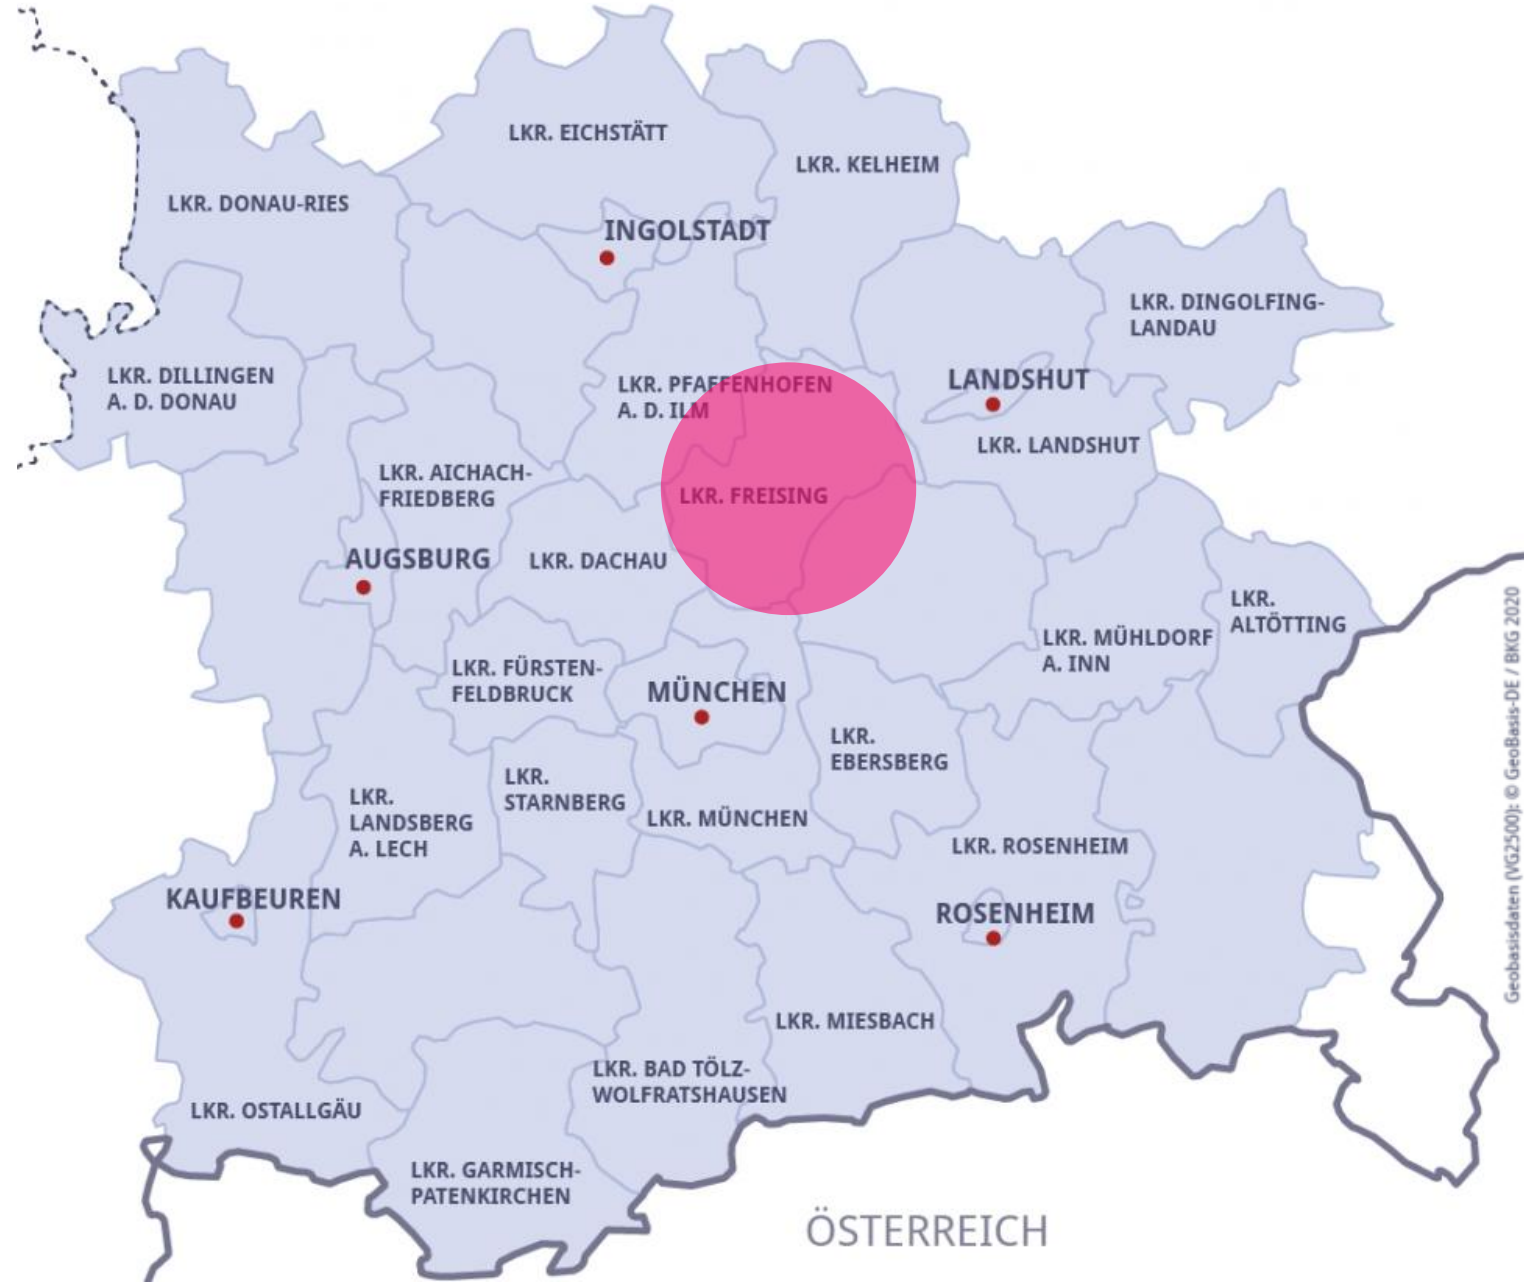 LKR. EICHSTÄTT
LKR. KELHEIM
LKR. DONAU-RIES
INGOLSTADT
LKR. DINGOLFING-
LANDAU
LKR. DILLINGEN
A. D. DONAU
LKR. PFAFFENHOFEN
A. D. ILM
LANDSHUT
LKR. LANDSHUT
LKR. AICHACH-
FRIEDBERG
LKR. FREISING
AUGSBURG
LKR. DACHAU
LKR.
ALTÖTTING
LKR. MÜHLDORF
A. INN
LKR. FÜRSTEN-
FELDBRUCK
MÜNCHEN
LKR.
EBERSBERG
LKR.
STARNBERG
LKR.
LANDSBERG
A. LECH
LKR. MÜNCHEN
LKR. ROSENHEIM
KAUFBEUREN
ROSENHEIM
LKR. MIESBACH
LKR. BAD TÖLZ-
WOLFRATSHAUSEN
LKR. OSTALLGÄU
LKR. GARMISCH-
PATENKIRCHEN
ÖSTERREICH
Geobasisdaten (VG2500): © GeoBasis-DE / BKG 2020